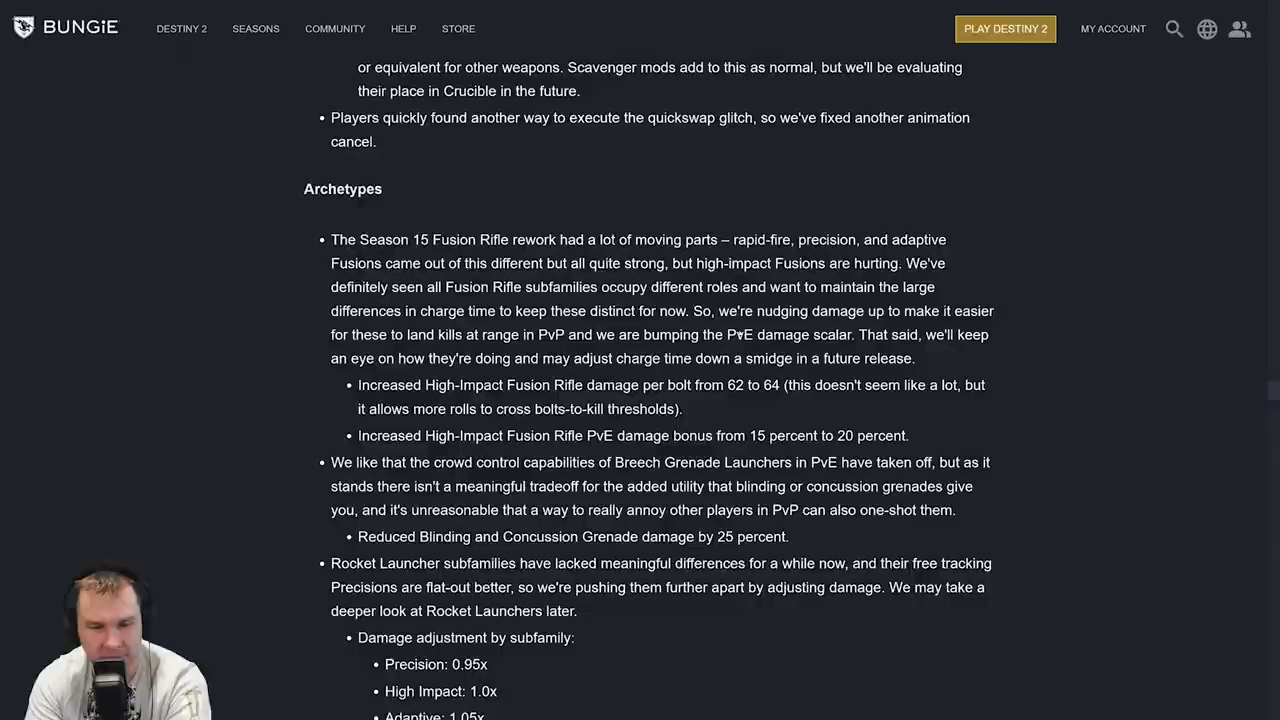 BUNGiE DESTINY 2 SEASONS COMMUNITY HELP STORE PLAY DESTINY 2 MY ACCOUNT
or equivalent for other weapons. Scavenger mods add to this as normal, but we'll be evaluating
their place in Crucible in the future.
• Players quickly found another way to execute the quickswap glitch, so we've fixed another animation
cancel.
Archetypes
• The Season 15 Fusion Rifle rework had a lot of moving parts – rapid-fire, precision, and adaptive
Fusions came out of this different but all quite strong, but high-impact Fusions are hurting. We've
definitely seen all Fusion Rifle subfamilies occupy different roles and want to maintain the large
differences in charge time to keep these distinct for now. So, we're nudging damage up to make it easier
for these to land kills at range in PvP and we are bumping the PvE damage scalar. That said, we'll keep
an eye on how they're doing and may adjust charge time down a smidge in a future release.
• Increased High-Impact Fusion Rifle damage per bolt from 62 to 64 (this doesn't seem like a lot, but
it allows more rolls to cross bolts-to-kill thresholds).
• Increased High-Impact Fusion Rifle PvE damage bonus from 15 percent to 20 percent.
• We like that the crowd control capabilities of Breech Grenade Launchers in PvE have taken off, but as it
stands there isn't a meaningful tradeoff for the added utility that blinding or concussion grenades give
you, and it's unreasonable that a way to really annoy other players in PvP can also one-shot them.
• Reduced Blinding and Concussion Grenade damage by 25 percent.
• Rocket Launcher subfamilies have lacked meaningful differences for a while now, and their free tracking
Precisions are flat-out better, so we're pushing them further apart by adjusting damage. We may take a
deeper look at Rocket Launchers later.
• Damage adjustment by subfamily:
• Precision: 0.95x
• High Impact: 1.0x
• Adaptive: 1.05x